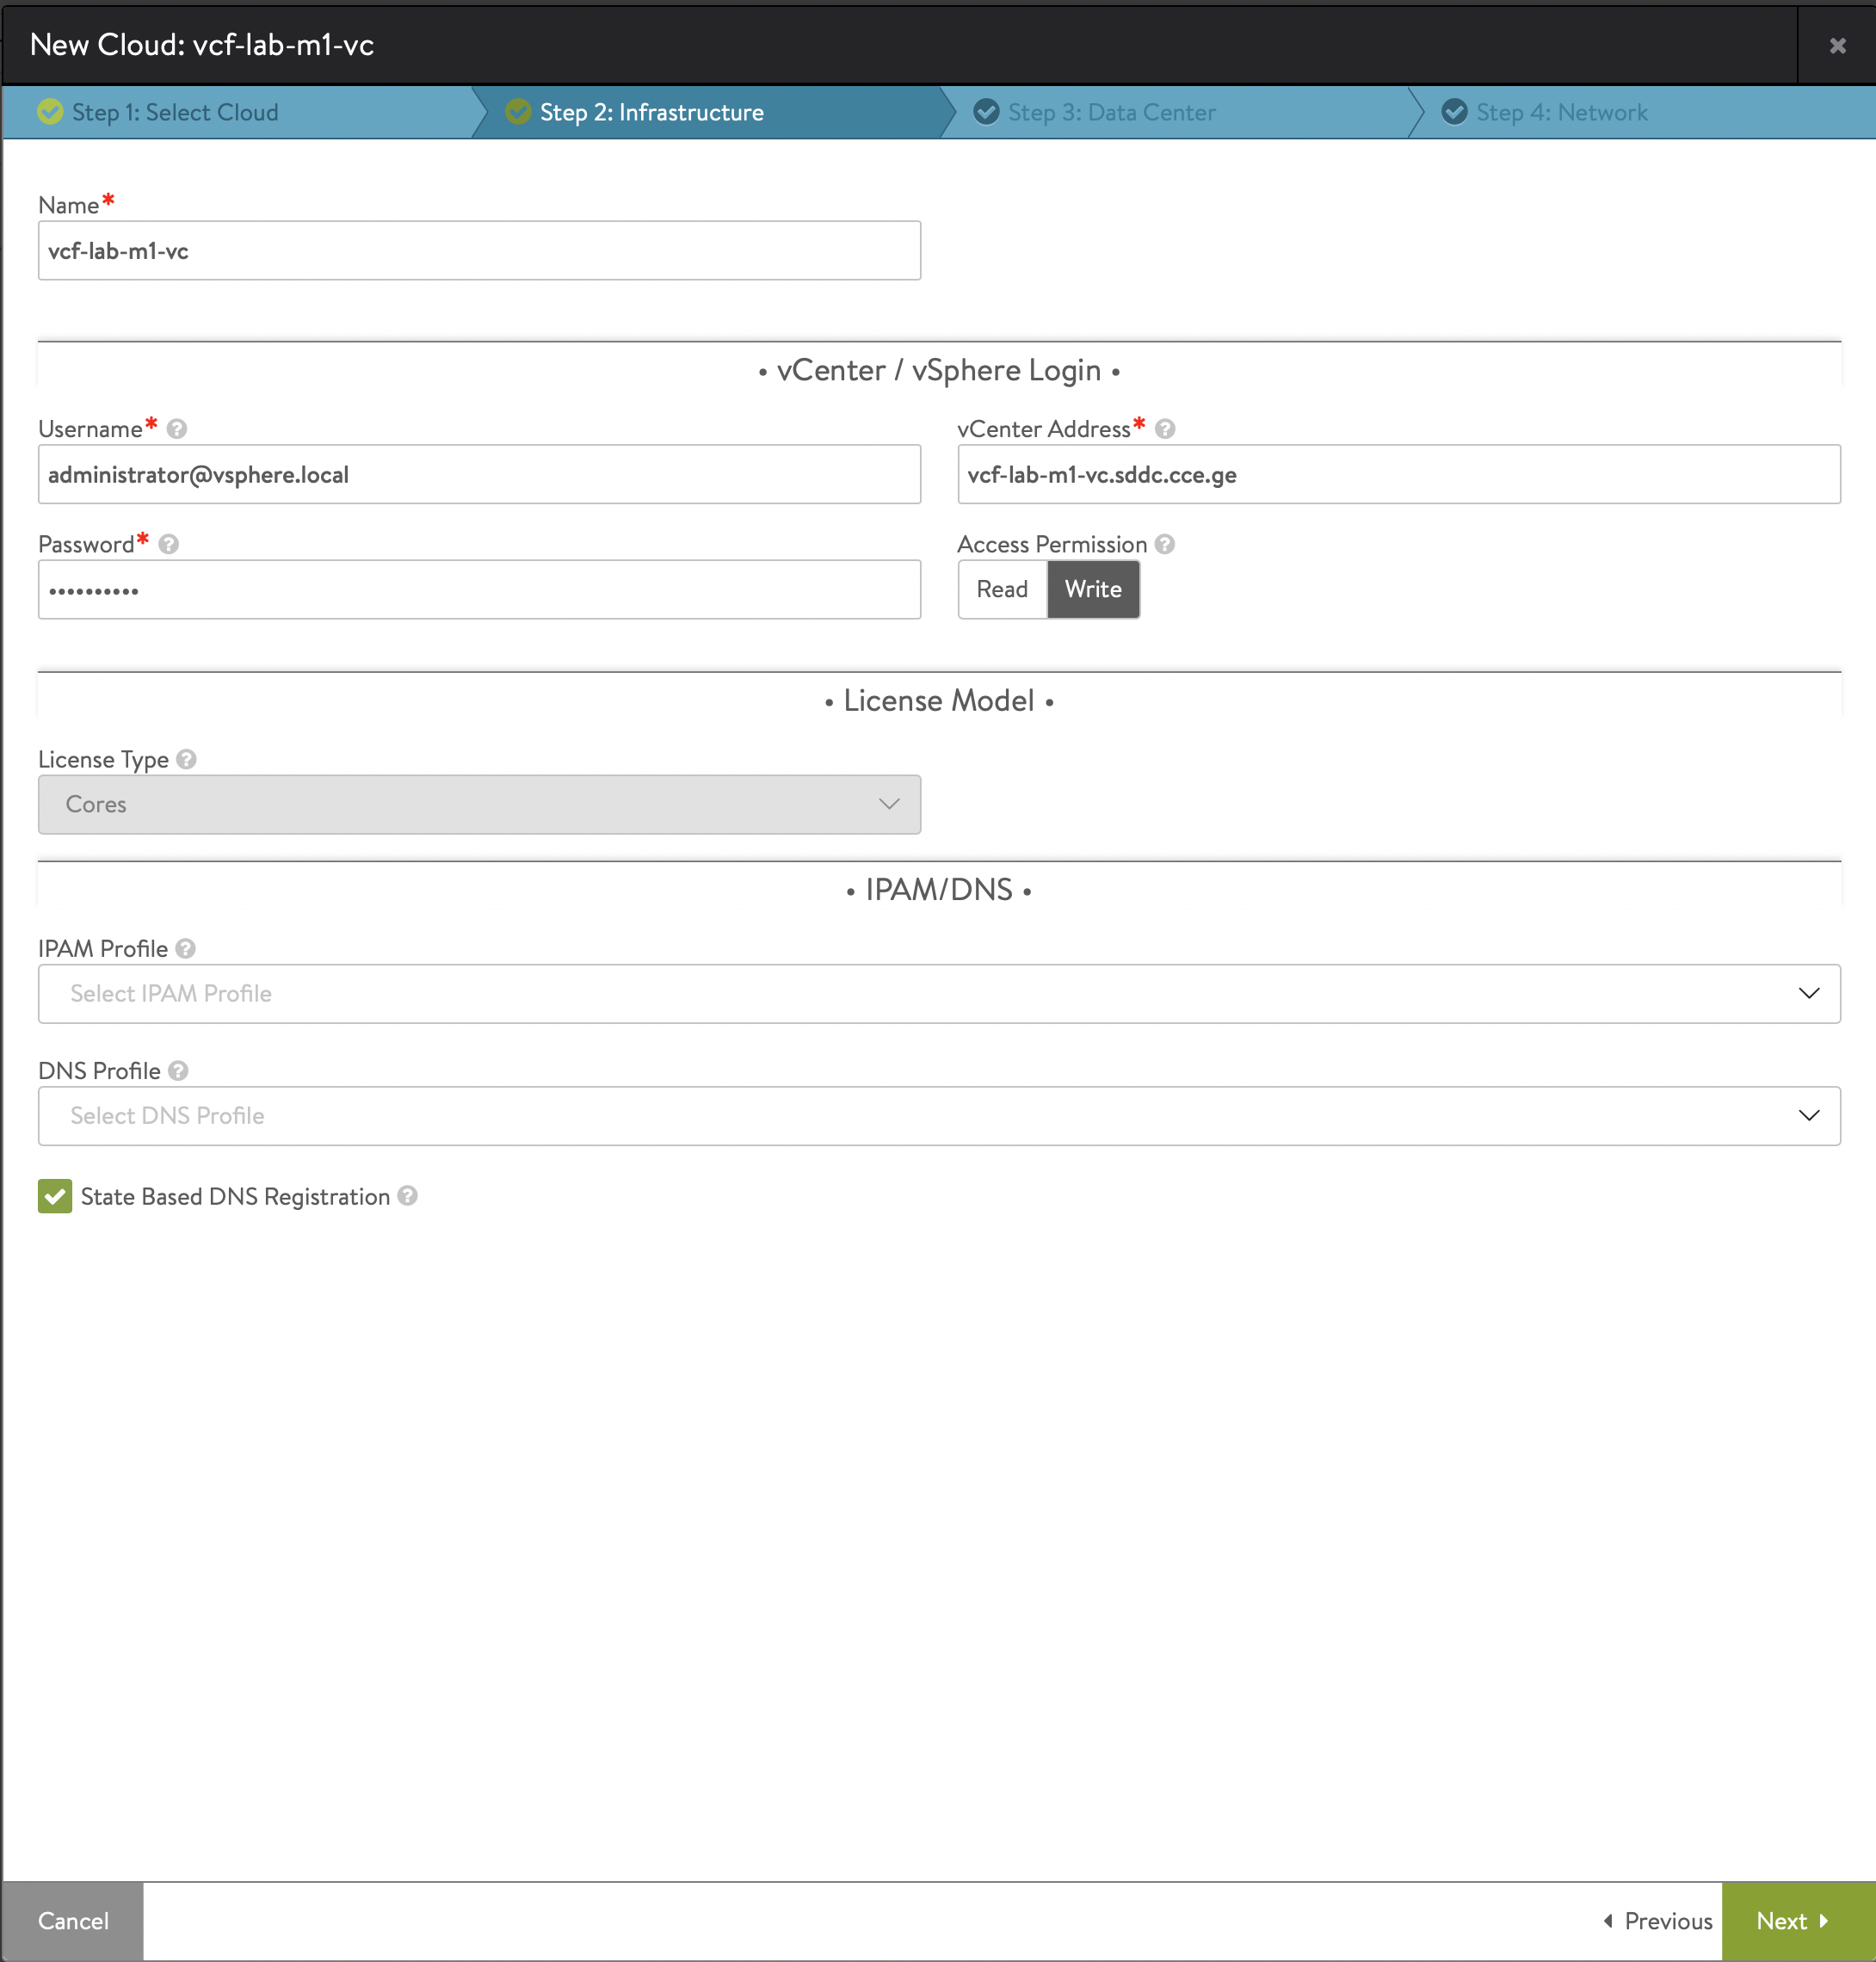 New Cloud: vcf-lab-m1-vc
Step 1: Select Cloud
Step 2: Infrastructure
Step 3: Data Center
Step 4: Network
Name*
vcf-lab-m1-vc
• vCenter / vSphere Login •
Username* ?
vCenter Address* ?
administrator@vsphere.local
vcf-lab-m1-vc.sddc.cce.ge
Password* ?
Access Permission ?
••••••••••
Read Write
• License Model •
License Type ?
Cores
• IPAM/DNS •
IPAM Profile ?
Select IPAM Profile
DNS Profile ?
Select DNS Profile
State Based DNS Registration ?
Cancel
Previous
Next